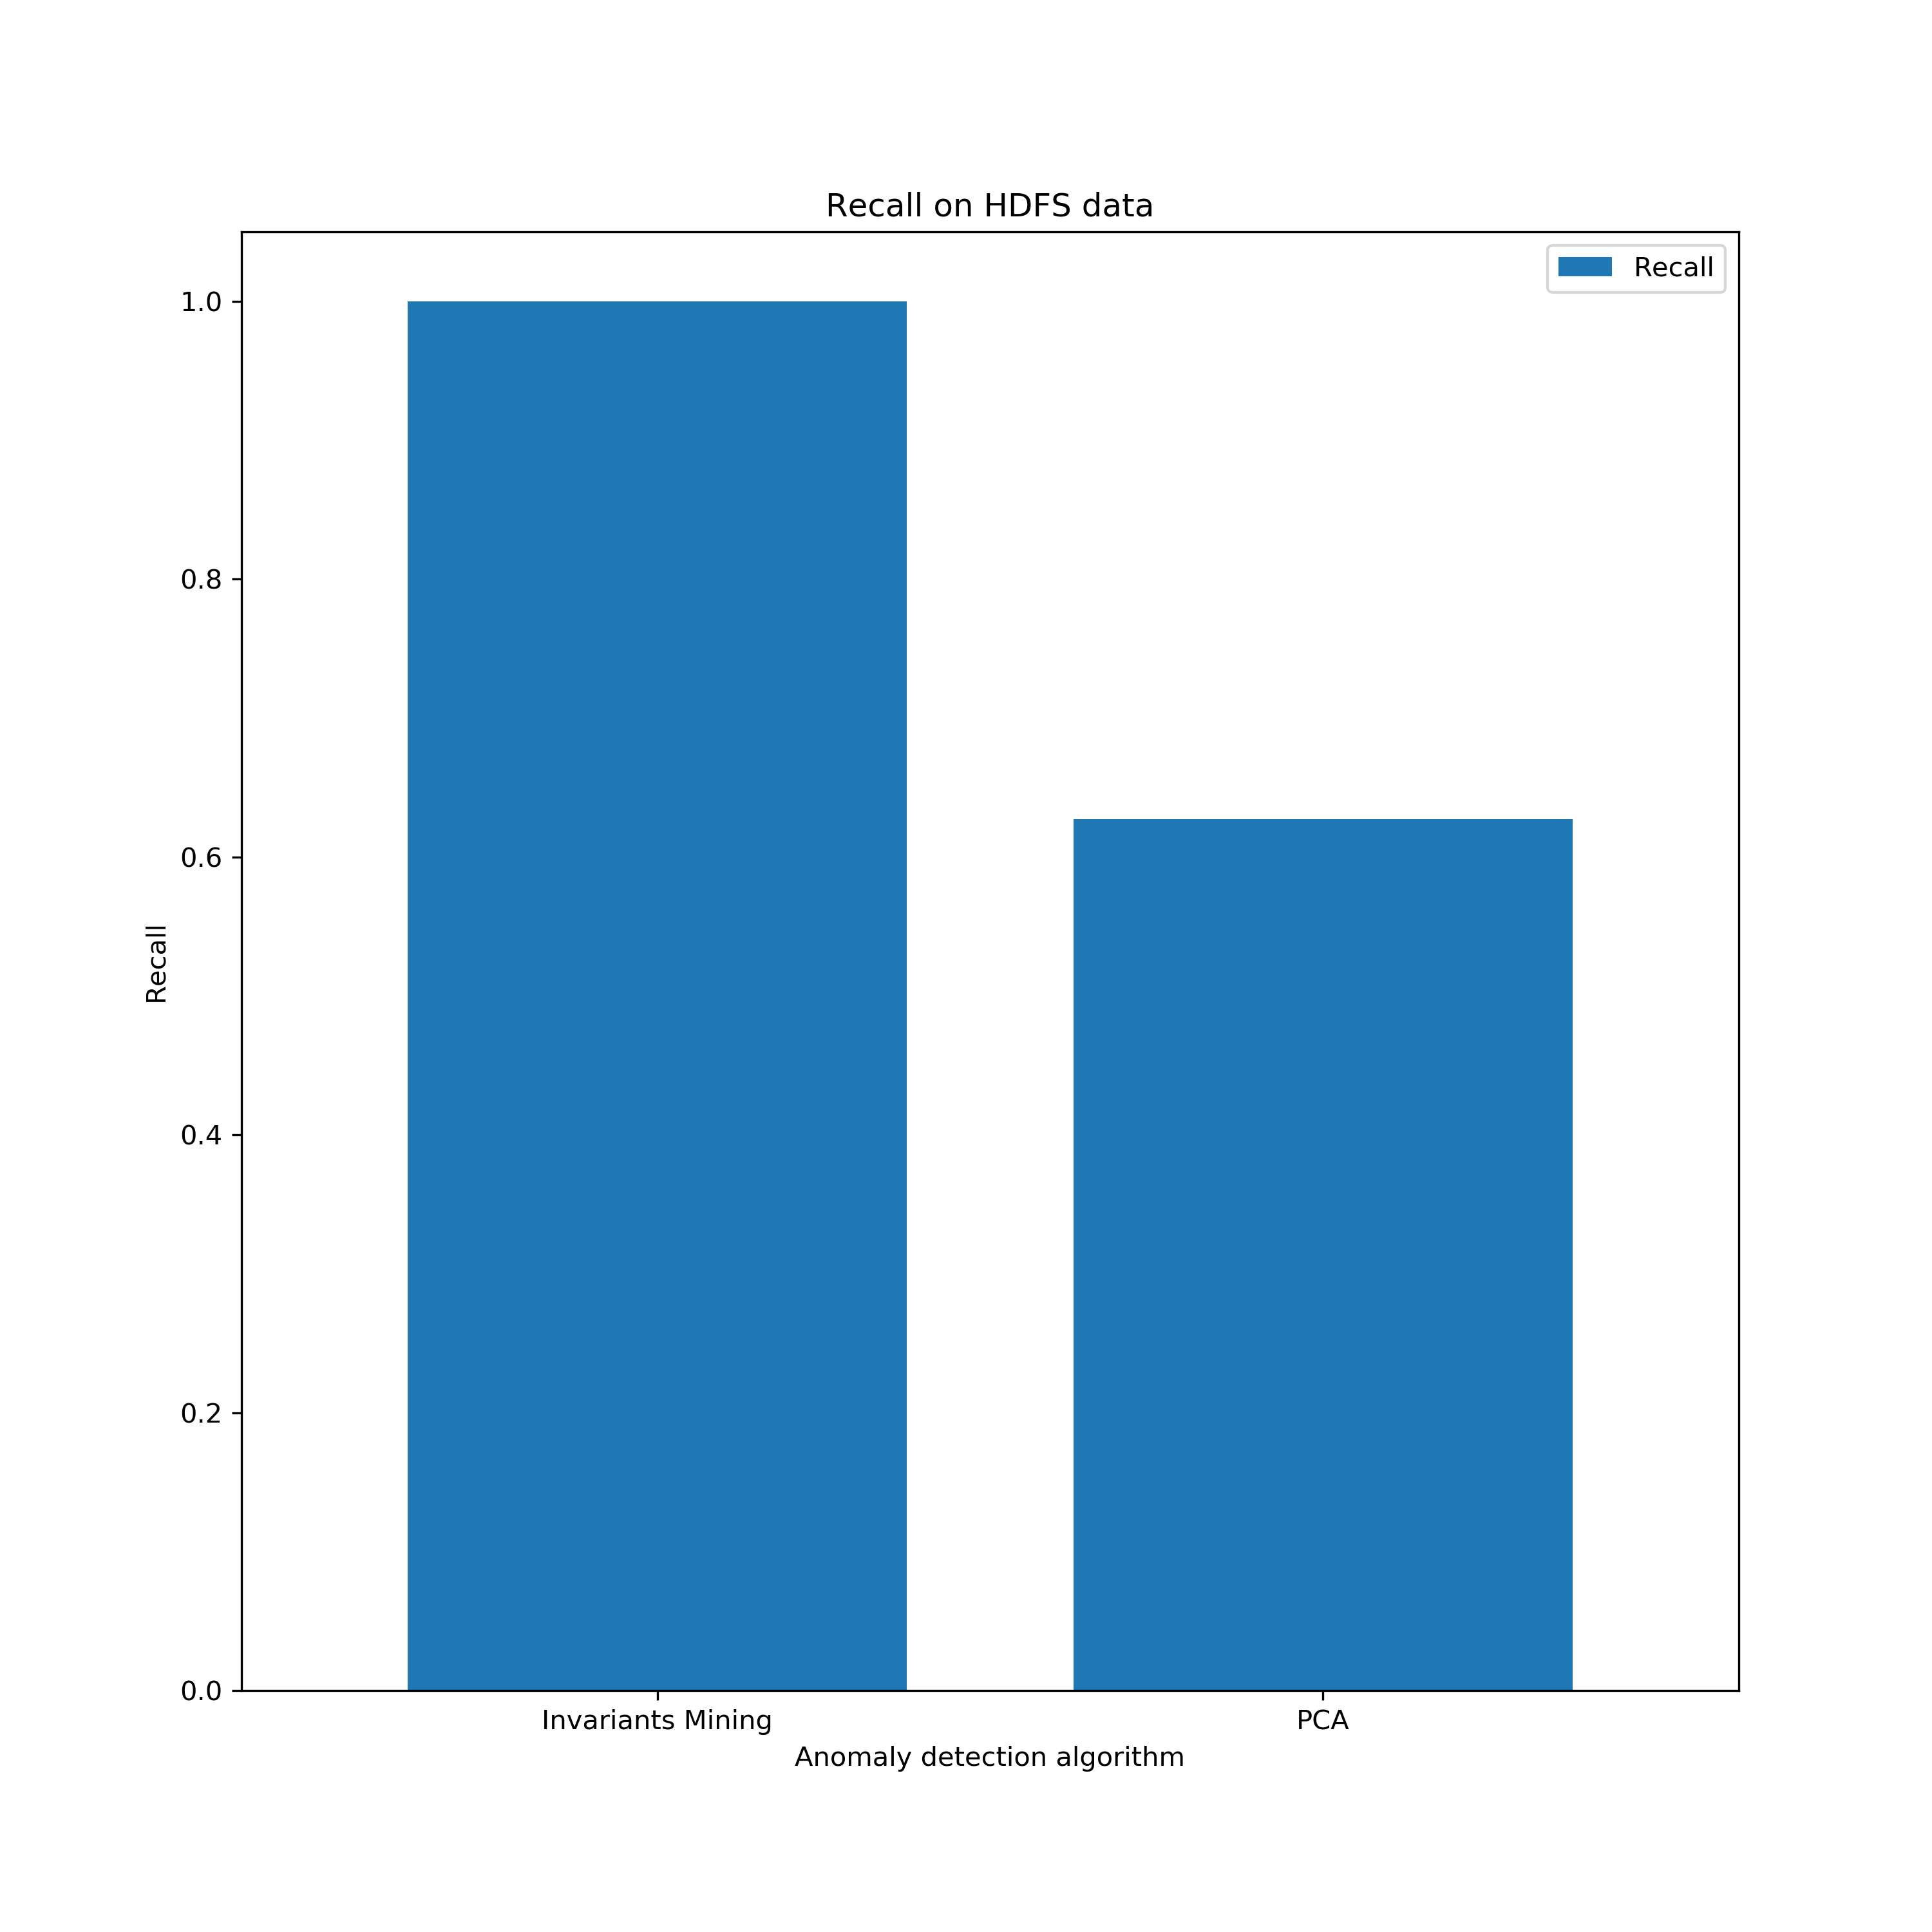 Recall on HDFS data
Recall
1.0
0.8
0.6
0.4
0.2
0.0
Recall
Invariants Mining
PCA
Anomaly detection algorithm